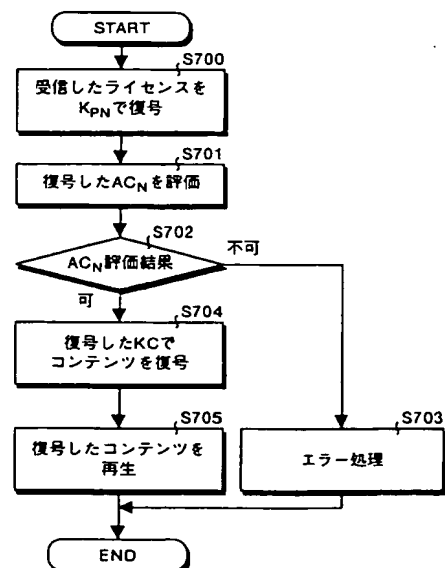 START
S700
受信したライセンスを
KPNで復号
S701
復号したACNを評価
S702
ACN評価結果
不可
可
S704
復号したKCで
コンテンツを復号
S705
復号したコンテンツを
再生
S703
エラー処理
END